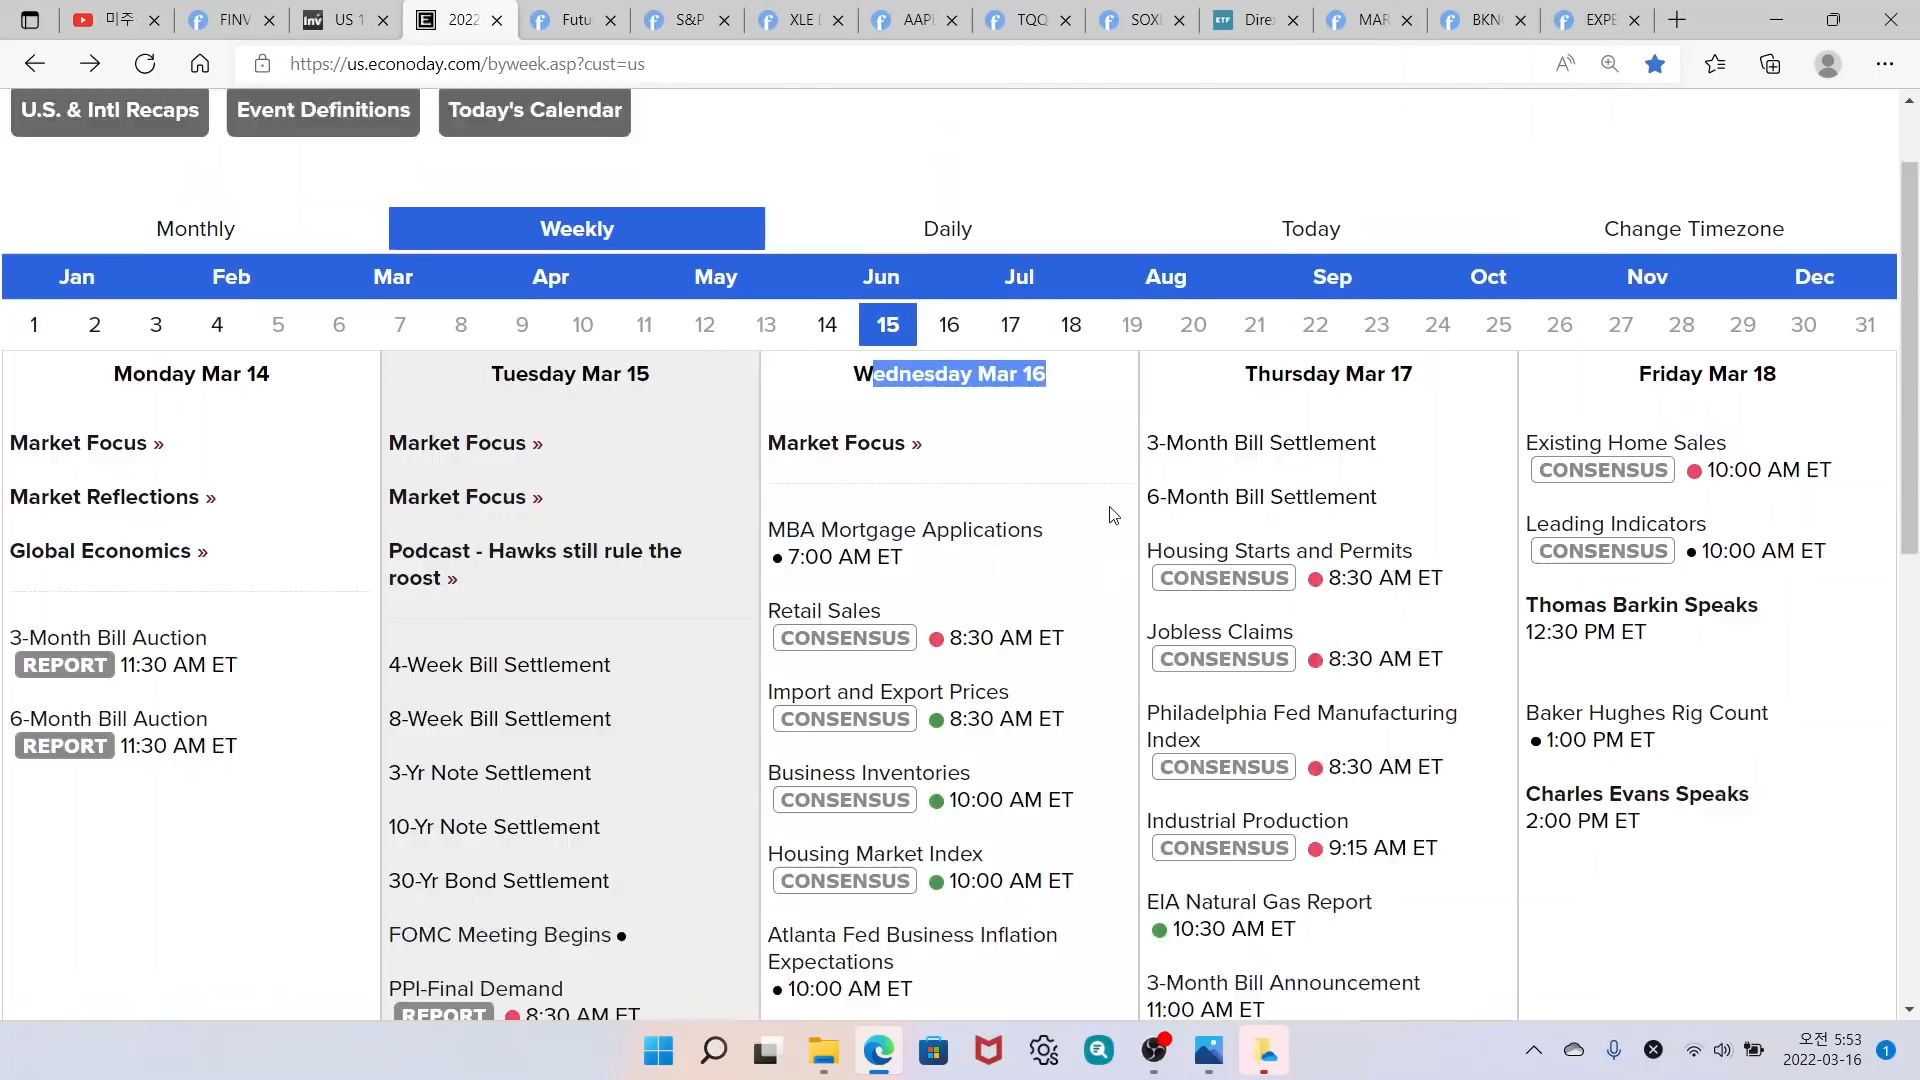 미주
FINV
US 1
2022
Futu
S&P
XLE E
AAPL
TQQ
SOXL
Dire
MAR
BKN
EXPE
https://us.econoday.com/byweek.asp?cust=us
U.S. & Intl Recaps Event Definitions Today's Calendar
Monthly Weekly Daily Today Change Timezone
Jan Feb Mar Apr May Jun Jul Aug Sep Oct Nov Dec
1 2 3 4 5 6 7 8 9 10 11 12 13 14 15 16 17 18 19 20 21 22 23 24 25 26 27 28 29 30 31
Monday Mar 14
Market Focus »
Market Reflections »
Global Economics »
3-Month Bill Auction
REPORT 11:30 AM ET
6-Month Bill Auction
REPORT 11:30 AM ET
Tuesday Mar 15
Market Focus »
Market Focus »
Podcast - Hawks still rule the
roost »
4-Week Bill Settlement
8-Week Bill Settlement
3-Yr Note Settlement
10-Yr Note Settlement
30-Yr Bond Settlement
FOMC Meeting Begins
PPI-Final Demand
REPORT 8:30 AM ET
Wednesday Mar 16
Market Focus »
MBA Mortgage Applications
7:00 AM ET
Retail Sales
CONSENSUS 8:30 AM ET
Import and Export Prices
CONSENSUS 8:30 AM ET
Business Inventories
CONSENSUS 10:00 AM ET
Housing Market Index
CONSENSUS 10:00 AM ET
Atlanta Fed Business Inflation
Expectations
10:00 AM ET
Thursday Mar 17
3-Month Bill Settlement
6-Month Bill Settlement
Housing Starts and Permits
CONSENSUS 8:30 AM ET
Jobless Claims
CONSENSUS 8:30 AM ET
Philadelphia Fed Manufacturing
Index
CONSENSUS 8:30 AM ET
Industrial Production
CONSENSUS 9:15 AM ET
EIA Natural Gas Report
10:30 AM ET
3-Month Bill Announcement
11:00 AM ET
Friday Mar 18
Existing Home Sales
CONSENSUS 10:00 AM ET
Leading Indicators
CONSENSUS 10:00 AM ET
Thomas Barkin Speaks
12:30 PM ET
Baker Hughes Rig Count
1:00 PM ET
Charles Evans Speaks
2:00 PM ET
오전 5:53
2022-03-16
1